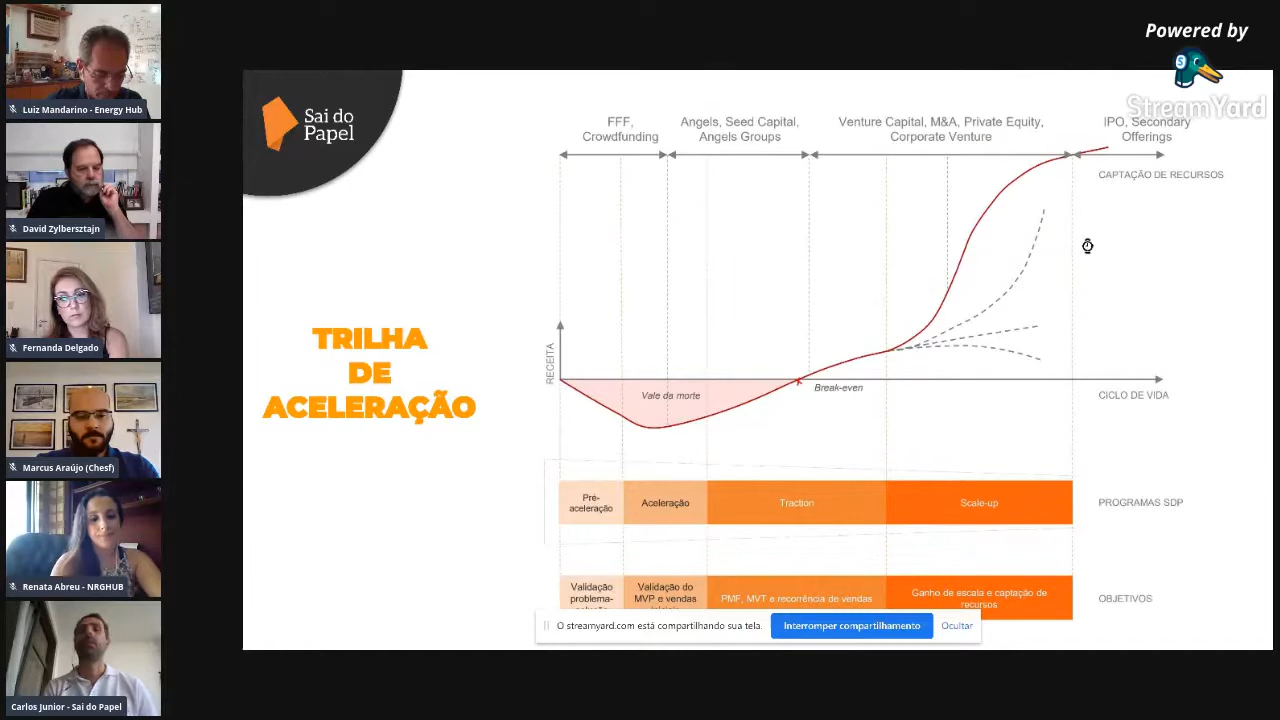 Luiz Mandarino - Energy Hub
David Zylbersztajn
Fernanda Delgado
Marcus Araújo (Chesf)
Renata Abreu - NRGHUB
Carlos Junior - Sai do Papel
Powered by
StreamYard
Sai do
Papel
TRILHA
DE
ACELERAÇÃO
FFF,
Crowdfunding
Angels, Seed Capital,
Angels Groups
Venture Capital, M&A, Private Equity,
Corporate Venture
IPO, Secondary
Offerings
CAPTAÇÃO DE RECURSOS
RECEITA
Vale da morte
Break-even
CICLO DE VIDA
Pré-
aceleração
Aceleração
Traction
Scale-up
PROGRAMAS SDP
Validação
problema-
Validação do
MVP e vendas
PMF, MVT e recorrência de vendas
Ganho de escala e captação de
recursos
OBJETIVOS
O streamyard.com está compartilhando sua tela.
Interromper compartilhamento
Ocultar